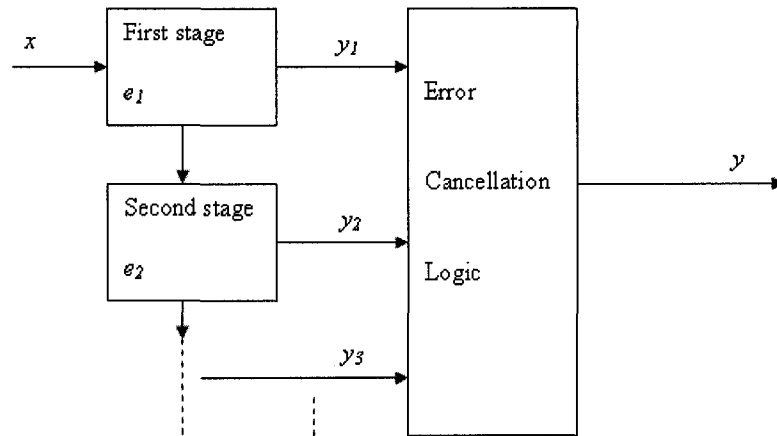 x
First stage
e1
y1
Error
Cancellation
Logic
y
Second stage
e2
y2
y3